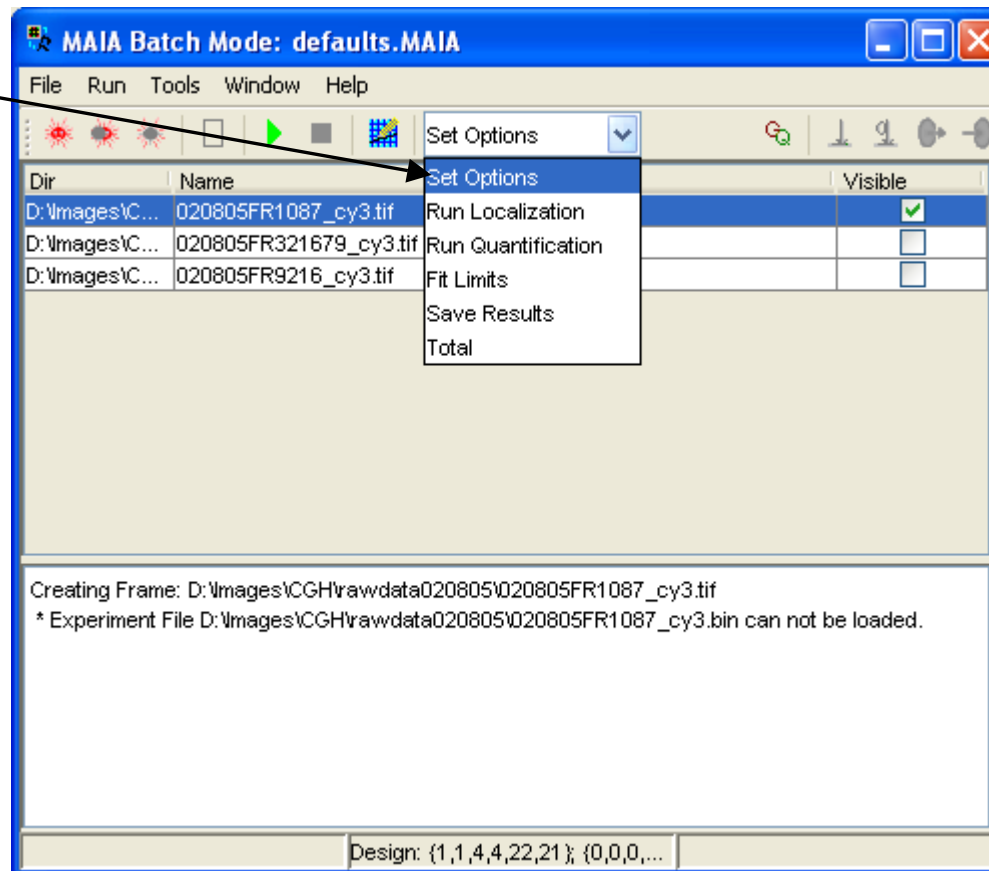 MAIA Batch Mode: defaults.MAIA
File Run Tools Window Help
Set Options
Dir Name Visible
Set Options
D:\Images\C... 020805FR1087_cy3.tif
Run Localization
D:\Images\C... 020805FR321679_cy3.tif
Run Quantification
D:\Images\C... 020805FR9216_cy3.tif
Fit Limits
Save Results
Total
Creating Frame: D:\Images\CGH\rawdata020805\020805FR1087_cy3.tif
* Experiment File D:\Images\CGH\rawdata020805\020805FR1087_cy3.bin can not be loaded.
Design: {1,1,4,4,22,21}; {0,0,0,...